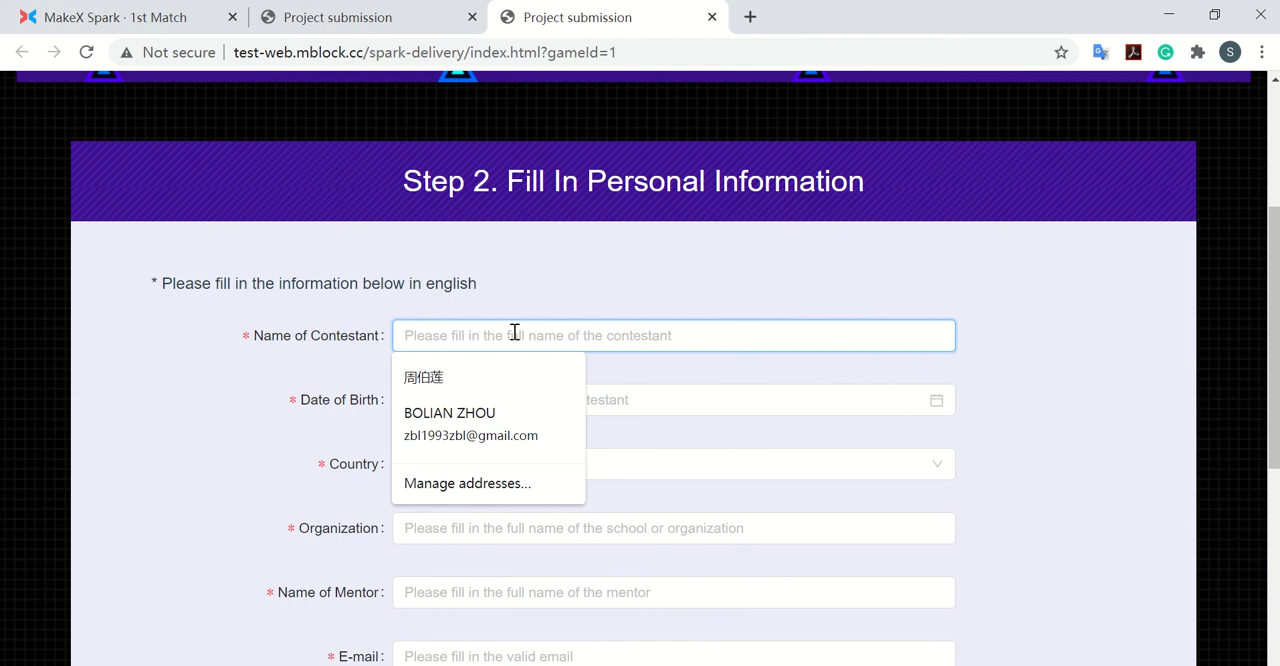 MakeX Spark · 1st Match
Project submission
Project submission
Not secure
test-web.mblock.cc/spark-delivery/index.html?gameId=1
S
Step 2. Fill In Personal Information
* Please fill in the information below in english
* Name of Contestant:
Please fill in the full name of the contestant
周伯莲
BOLIAN ZHOU
zbl1993zbl@gmail.com
Manage addresses...
* Date of Birth:
testant
* Country:
* Organization:
Please fill in the full name of the school or organization
* Name of Mentor:
Please fill in the full name of the mentor
* E-mail:
Please fill in the valid email